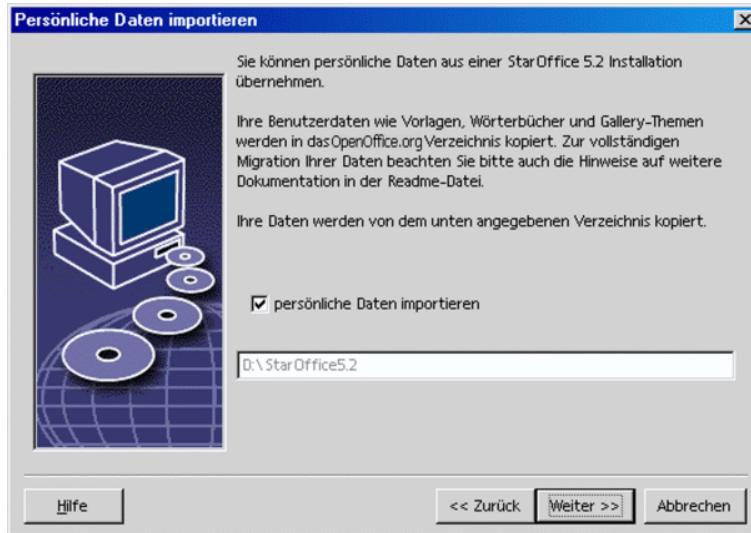 Persönliche Daten importieren
Sie können persönliche Daten aus einer StarOffice 5.2 Installation
übernehmen.
Ihre Benutzerdaten wie Vorlagen, Wörterbücher und Gallery-Themen
werden in das OpenOffice.org Verzeichnis kopiert. Zur vollständigen
Migration Ihrer Daten beachten Sie bitte auch die Hinweise auf weitere
Dokumentation in der Readme-Datei.
Ihre Daten werden von dem unten angegebenen Verzeichnis kopiert.
persönliche Daten importieren
D:\StarOffice5.2
Hilfe
<< Zurück
Weiter >>
Abbrechen